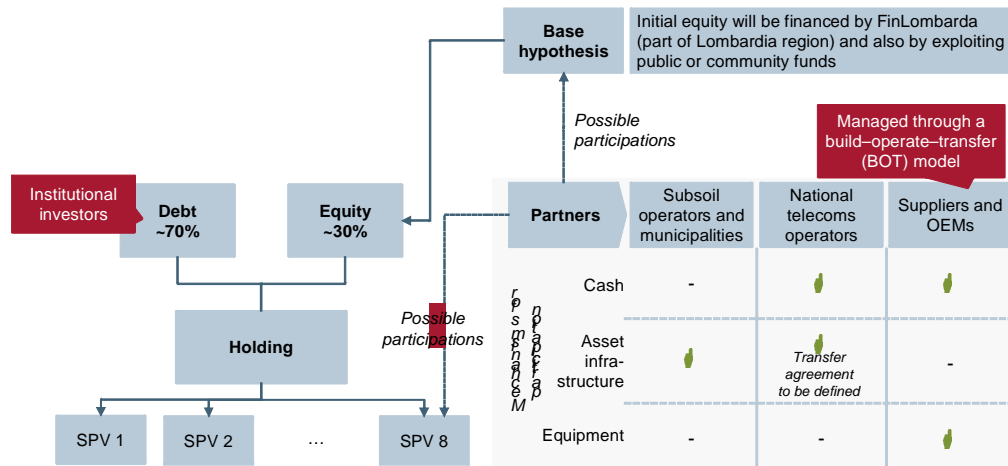 Base
hypothesis
Initial equity will be financed by FinLombarda
(part of Lombardia region) and also by exploiting
public or community funds
Possible
participations
Managed through a
build–operate–transfer
(BOT) model
Institutional
investors
Debt
~70%
Equity
~30%
Partners
Subsoil
operators and
municipalities
National
telecoms
operators
Suppliers and
OEMs
Possible
participations
Holding
SPV 1
SPV 2
...
SPV 8
Cash
-
Asset
infra-
structure
Transfer
agreement
to be defined
-
Equipment
-
-